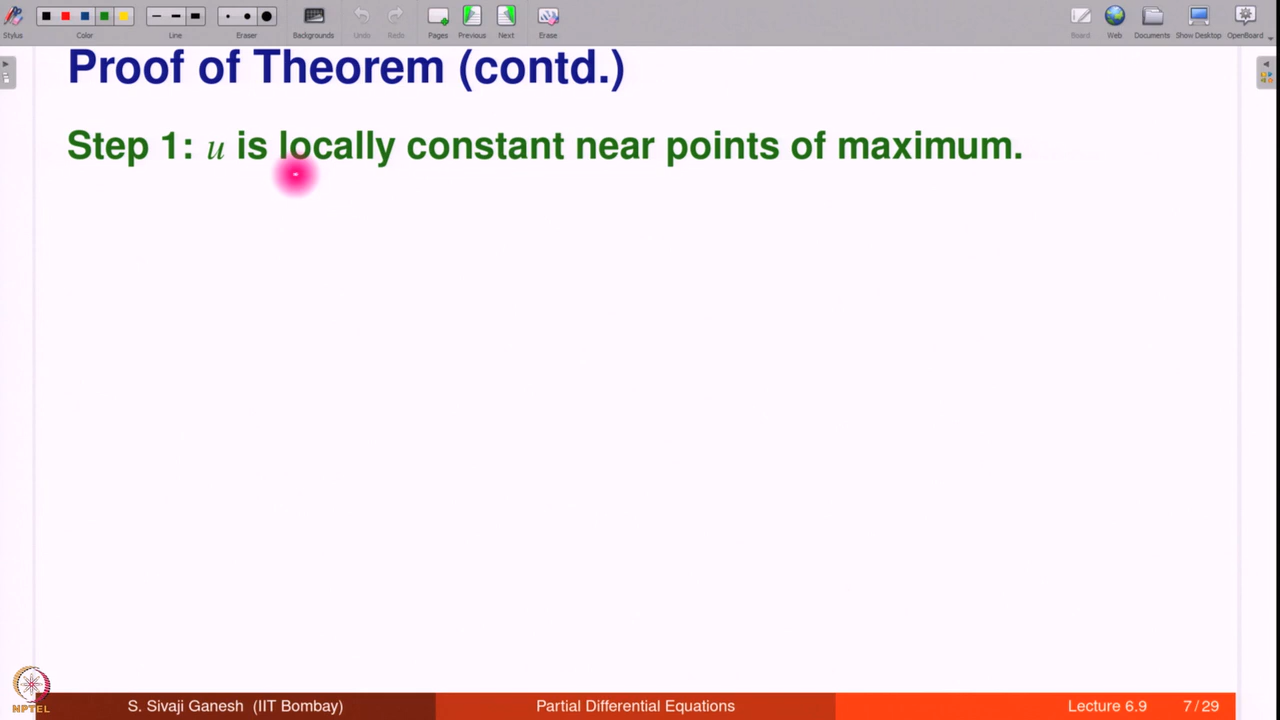 Stylus
Color
Line
Eraser
Backgrounds
Undo
Redo
Pages
Previous
Next
Erase
Board
Web
Documents
Show Desktop
OpenBoard
Proof of Theorem (contd.)
Step 1: u is locally constant near points of maximum.
NPTEL
S. Sivaji Ganesh (IIT Bombay)
Partial Differential Equations
Lecture 6.9
7 / 29